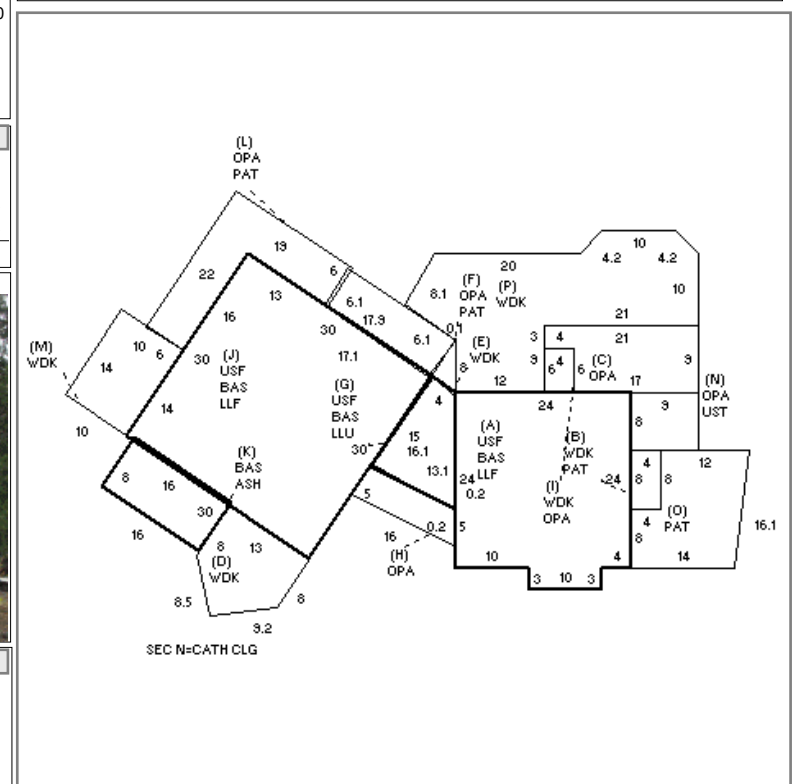 (L)
OPA
PAT
19
22
6
6.1
17.9
6.1
13
30
17.1
16
30
(J)
USF
BAS
LLF
14
(M)
WDK
14
10
6
10
(G)
USF
BAS
LLU
30
(K)
BAS
ASH
8
16
30
16
8
13
(D)
WDK
8.5
9.2
8
20
8.1
(F)
OPA
PAT
(P)
WDK
0.1
(E)
WDK
8
12
10
4.2
4.2
10
21
21
3
4
9
6
4
6
(C)
OPA
17
9
24
(N)
OPA
UST
8
9
4
15
16.1
13.1
(A)
USF
BAS
LLF
24
0.2
(B)
WDK
PAT
24
(I)
WDK
OPA
5
16
0.2
5
(H)
OPA
10
3
10
3
4
4
12
8
8
4
8
(O)
PAT
14
16.1
SEC N=CATH CLG